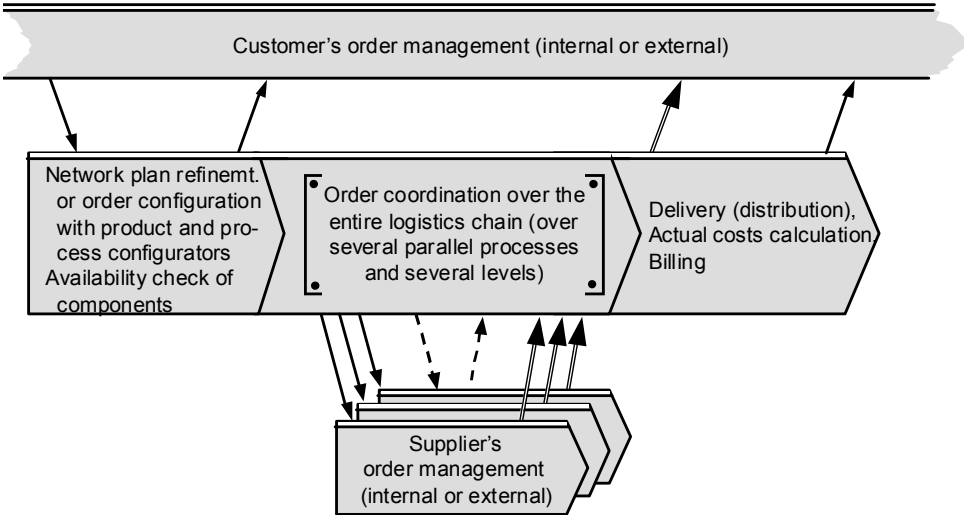 Customer’s order management (internal or external)
Network plan refinemt.
or order configuration
with product and pro-
cess configurators
Availability check of
components
Order coordination over the
entire logistics chain (over
several parallel processes
and several levels)
Delivery (distribution),
Actual costs calculation.
Billing
Supplier’s
order management
(internal or external)